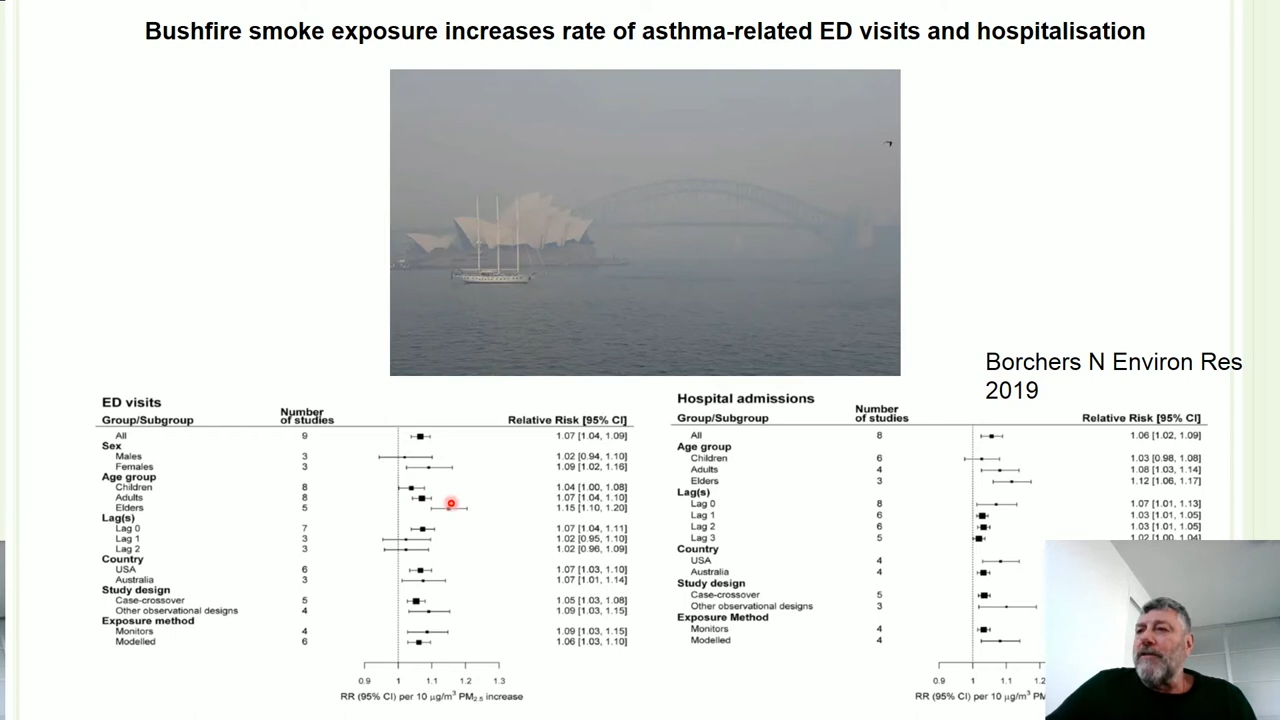 Bushfire smoke exposure increases rate of asthma-related ED visits and hospitalisation
Borchers N Environ Res
2019
ED visits
Group/Subgroup Number of studies Relative Risk [95% CI]
All 9 1.07 [1.04, 1.09]
Sex
Males 3 1.02 [0.94, 1.10]
Females 3 1.09 [1.02, 1.16]
Age group
Children 8 1.04 [1.00, 1.08]
Adults 8 1.07 [1.04, 1.10]
Elders 5 1.15 [1.10, 1.20]
Lag(s)
Lag 0 7 1.07 [1.04, 1.11]
Lag 1 3 1.02 [0.95, 1.10]
Lag 2 3 1.02 [0.96, 1.09]
Country
USA 6 1.07 [1.03, 1.10]
Australia 3 1.07 [1.01, 1.14]
Study design
Case-crossover 5 1.05 [1.03, 1.08]
Other observational designs 4 1.09 [1.03, 1.15]
Exposure method
Monitors 4 1.09 [1.03, 1.15]
Modelled 6 1.06 [1.03, 1.10]
0.9 1 1.1 1.2 1.3
RR (95% CI) per 10 μg/m³ PM₂.₅ increase
Hospital admissions
Group/Subgroup Number of studies Relative Risk [95% CI]
All 8 1.06 [1.02, 1.09]
Age group
Children 6 1.03 [0.98, 1.08]
Adults 4 1.08 [1.03, 1.14]
Elders 3 1.12 [1.06, 1.17]
Lag(s)
Lag 0 8 1.07 [1.01, 1.13]
Lag 1 6 1.03 [1.01, 1.05]
Lag 2 6 1.03 [1.01, 1.05]
Lag 3 5 1.02 [1.00, 1.04]
Country
USA 4
Australia 4
Study design
Case-crossover 5
Other observational designs 3
Exposure Method
Monitors 4
Modelled 4
0.9 1 1.1
RR (95% CI) per 10 μg/m³